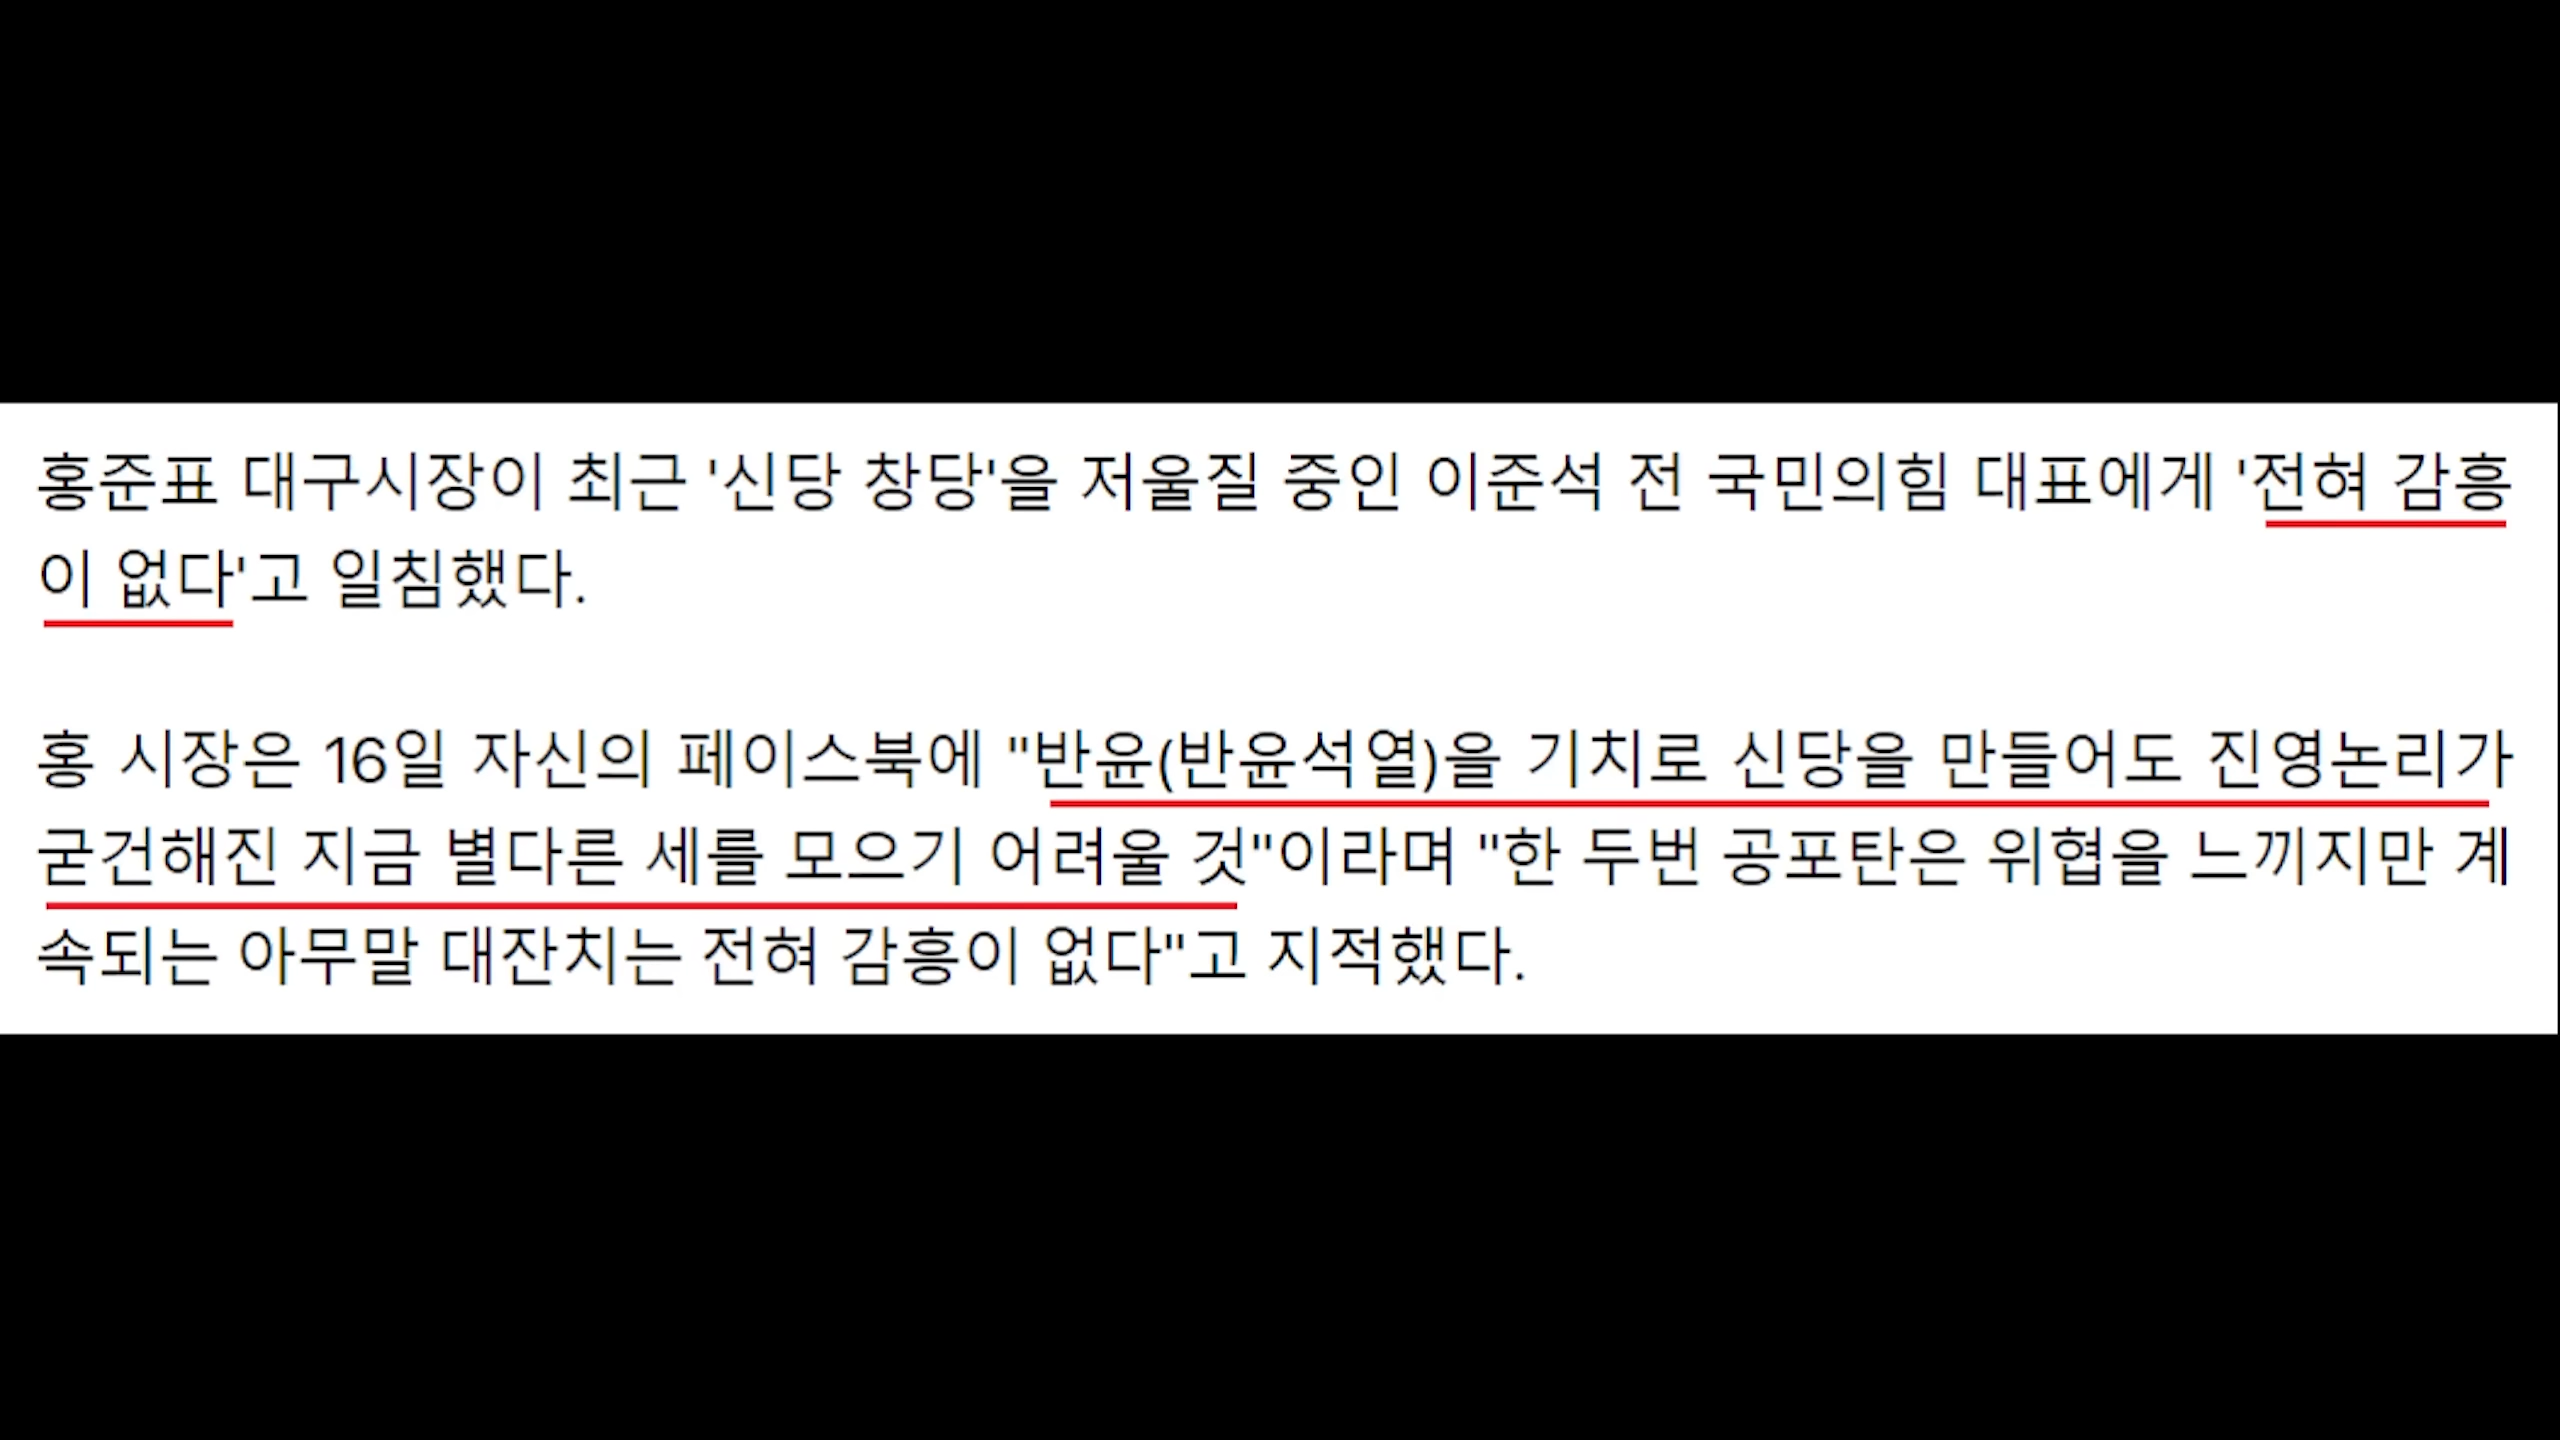 홍준표 대구시장이 최근 '신당 창당'을 저울질 중인 이준석 전 국민의힘 대표에게 '전혀 감흥
이 없다'고 일침했다.
홍 시장은 16일 자신의 페이스북에 "반윤(반윤석열)을 기치로 신당을 만들어도 진영논리가
굳건해진 지금 별다른 세를 모으기 어려울 것"이라며 "한 두번 공포탄은 위협을 느끼지만 계
속되는 아무말 대잔치는 전혀 감흥이 없다"고 지적했다.